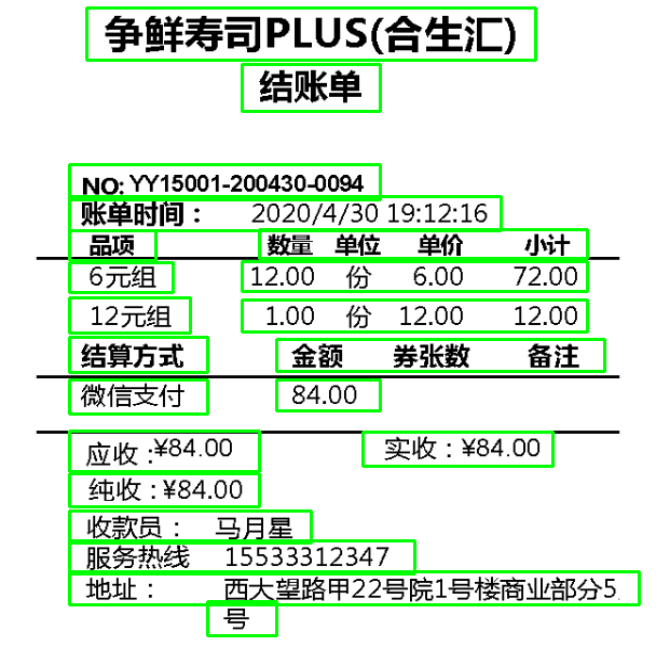 争鲜寿司PLUS(合生汇)
结账单
NO: YY15001-200430-0094
账单时间： 2020/4/30 19:12:16
品项 数量 单位 单价 小计
6元组 12.00 份 6.00 72.00
12元组 1.00 份 12.00 12.00
结算方式 金额 券张数 备注
微信支付 84.00
应收：¥84.00 实收：¥84.00
纯收：¥84.00
收款员： 马月星
服务热线 15533312347
地址： 西大望路甲22号院1号楼商业部分5
号